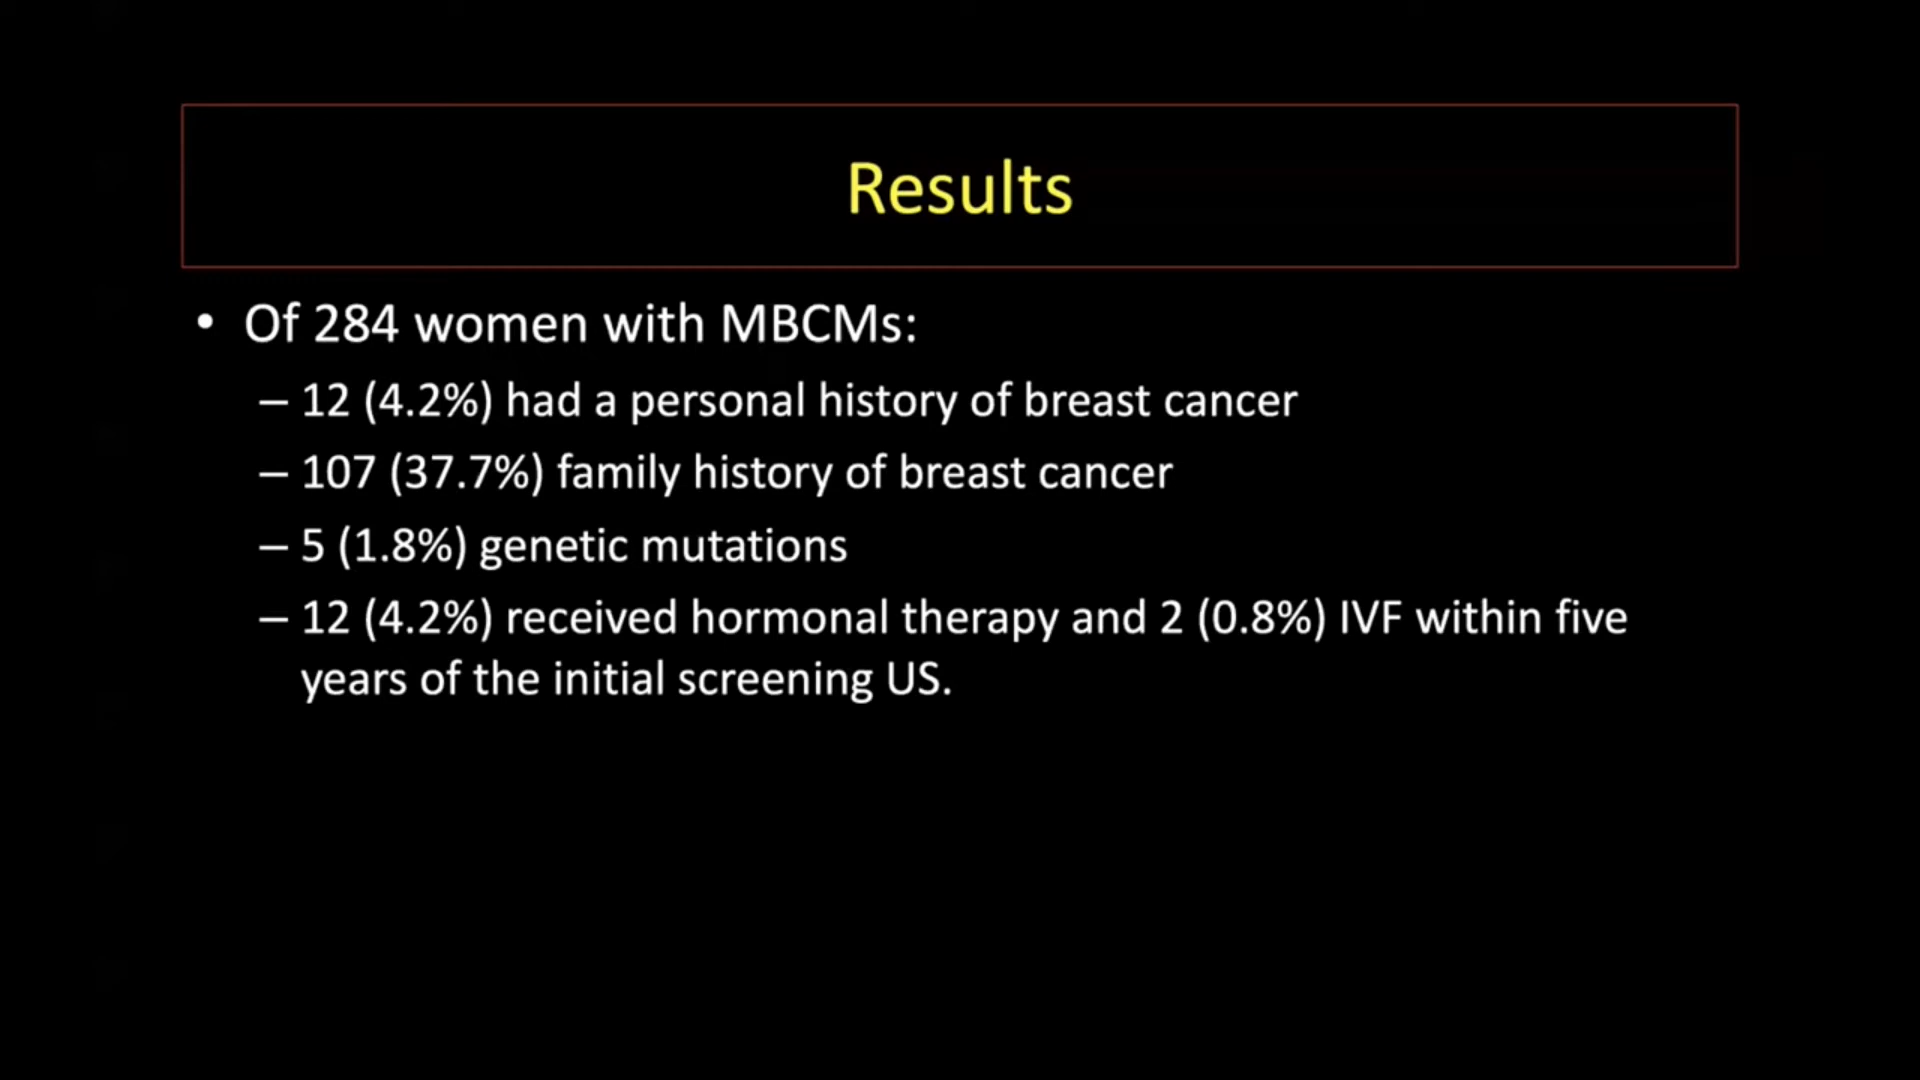 Results
• Of 284 women with MBCMs:
– 12 (4.2%) had a personal history of breast cancer
– 107 (37.7%) family history of breast cancer
– 5 (1.8%) genetic mutations
– 12 (4.2%) received hormonal therapy and 2 (0.8%) IVF within five
years of the initial screening US.